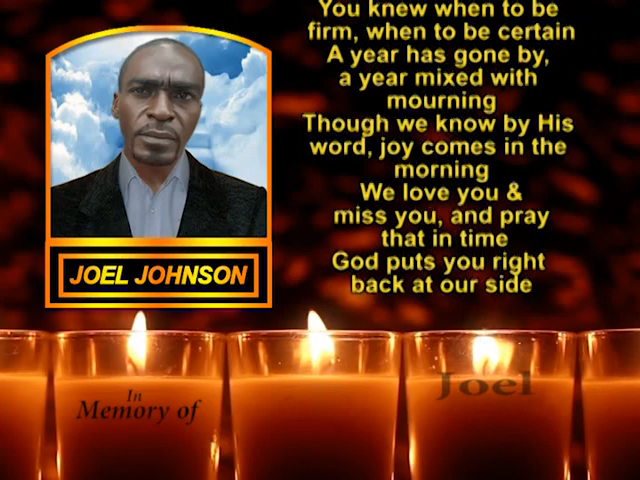 You knew when to be
firm, when to be certain
A year has gone by,
a year mixed with
mourning
Though we know by His
word, joy comes in the
morning
We love you &
miss you, and pray
that in time
God puts you right
back at our side
JOEL JOHNSON
In
Memory of
Joel